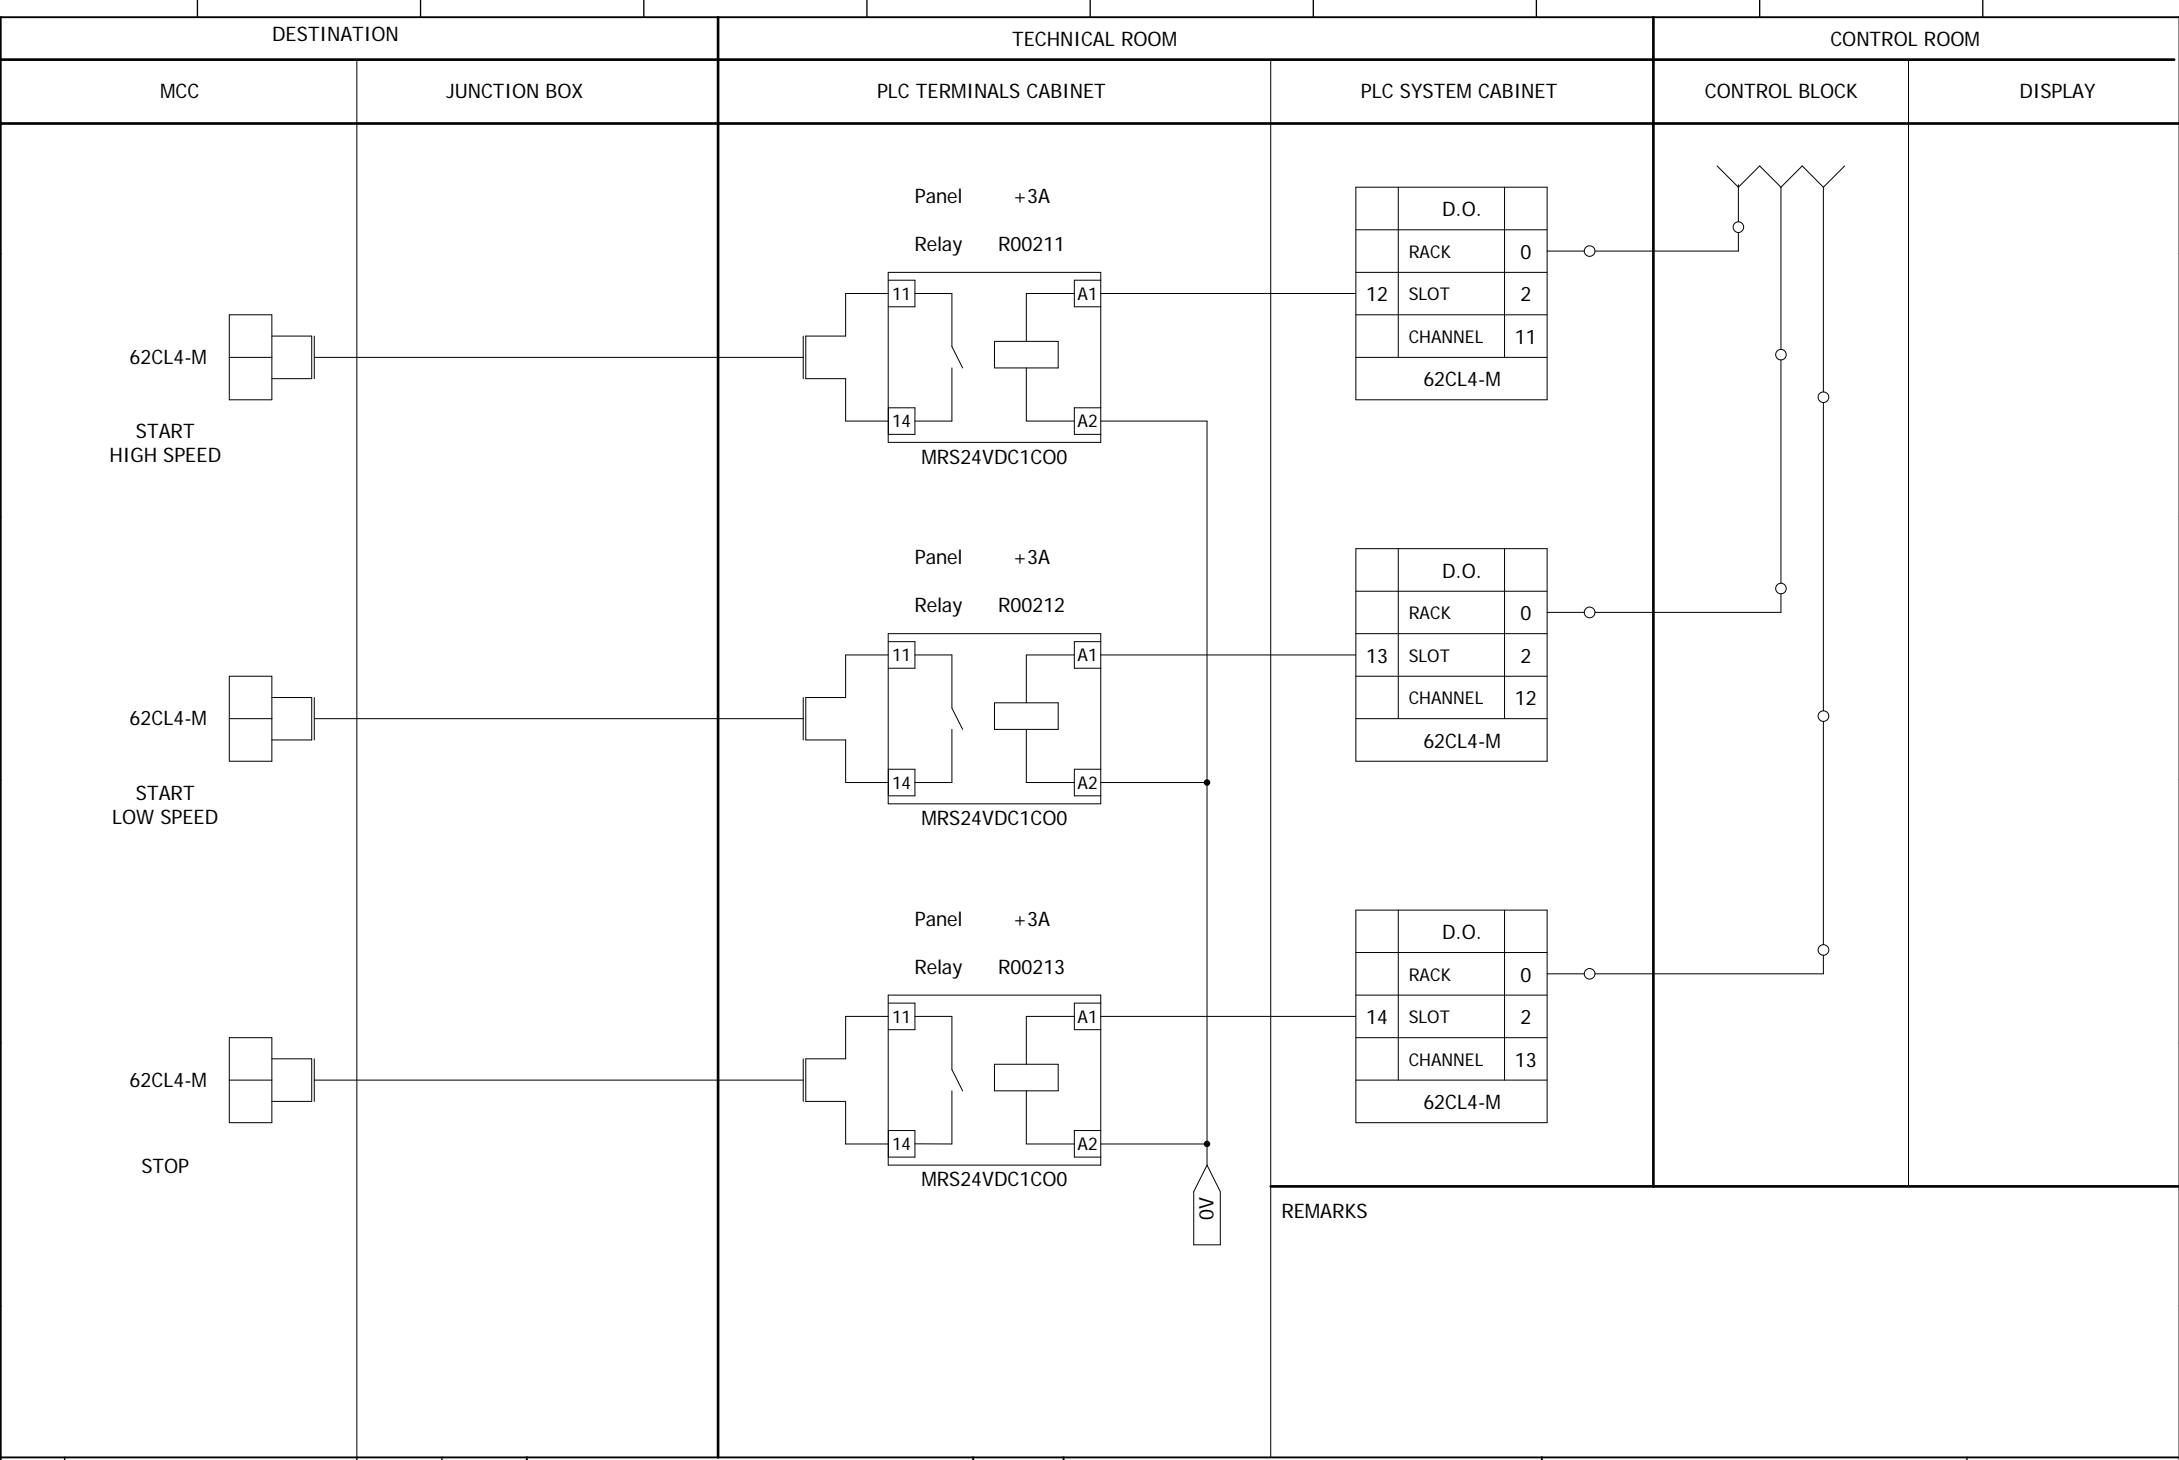 DESTINATION
TECHNICAL ROOM
CONTROL ROOM
MCC
JUNCTION BOX
PLC TERMINALS CABINET
PLC SYSTEM CABINET
CONTROL BLOCK
DISPLAY
62CL4-M
START
HIGH SPEED
Panel +3A
Relay R00211
11
A1
14
A2
MRS24VDC1CO0
D.O.
RACK 0
12 SLOT 2
CHANNEL 11
62CL4-M
62CL4-M
START
LOW SPEED
Panel +3A
Relay R00212
11
A1
14
A2
MRS24VDC1CO0
D.O.
RACK 0
13 SLOT 2
CHANNEL 12
62CL4-M
62CL4-M
STOP
Panel +3A
Relay R00213
11
A1
14
A2
MRS24VDC1CO0
0V
D.O.
RACK 0
14 SLOT 2
CHANNEL 13
62CL4-M
REMARKS